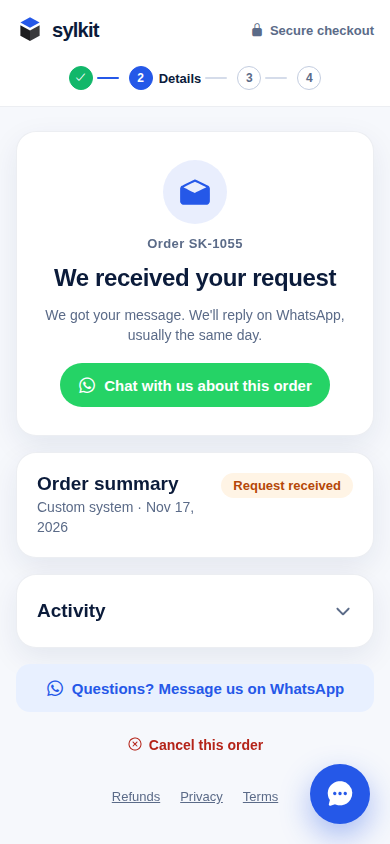 sylkit
Secure checkout
2 Details 3 4
Order SK-1055
We received your request
We got your message. We'll reply on WhatsApp,
usually the same day.
Chat with us about this order
Order summary
Request received
Custom system · Nov 17,
2026
Activity
Questions? Message us on WhatsApp
Cancel this order
Refunds Privacy Terms